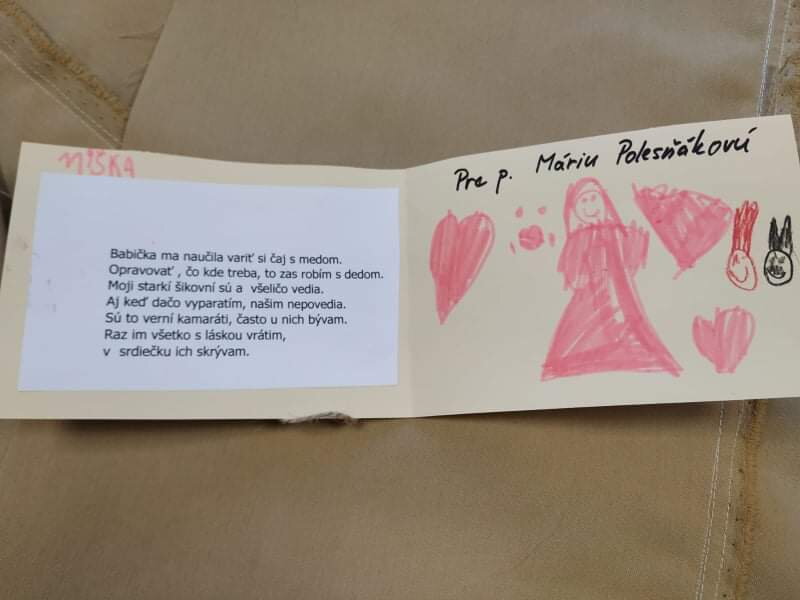 MIŠKA
Babička ma naučila variť si čaj s medom.
Opravovať , čo kde treba, to zas robím s dedom.
Moji starkí šikovní sú a všeličo vedia.
Aj keď dačo vyparatím, našim nepovedia.
Sú to verní kamaráti, často u nich bývam.
Raz im všetko s láskou vrátim,
v srdiečku ich skrývam.
Pre p. Máriu Polesňákovú